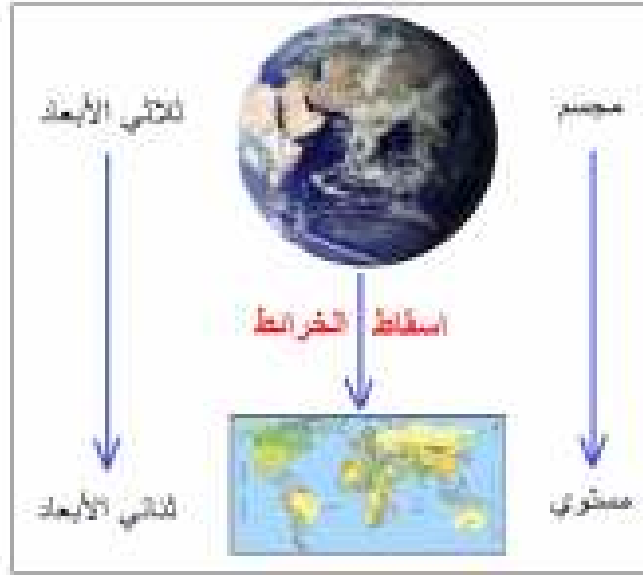 مجسم
ثلاثي الأبعاد
اسقاط الخرائط
مستوي
ثنائي الأبعاد